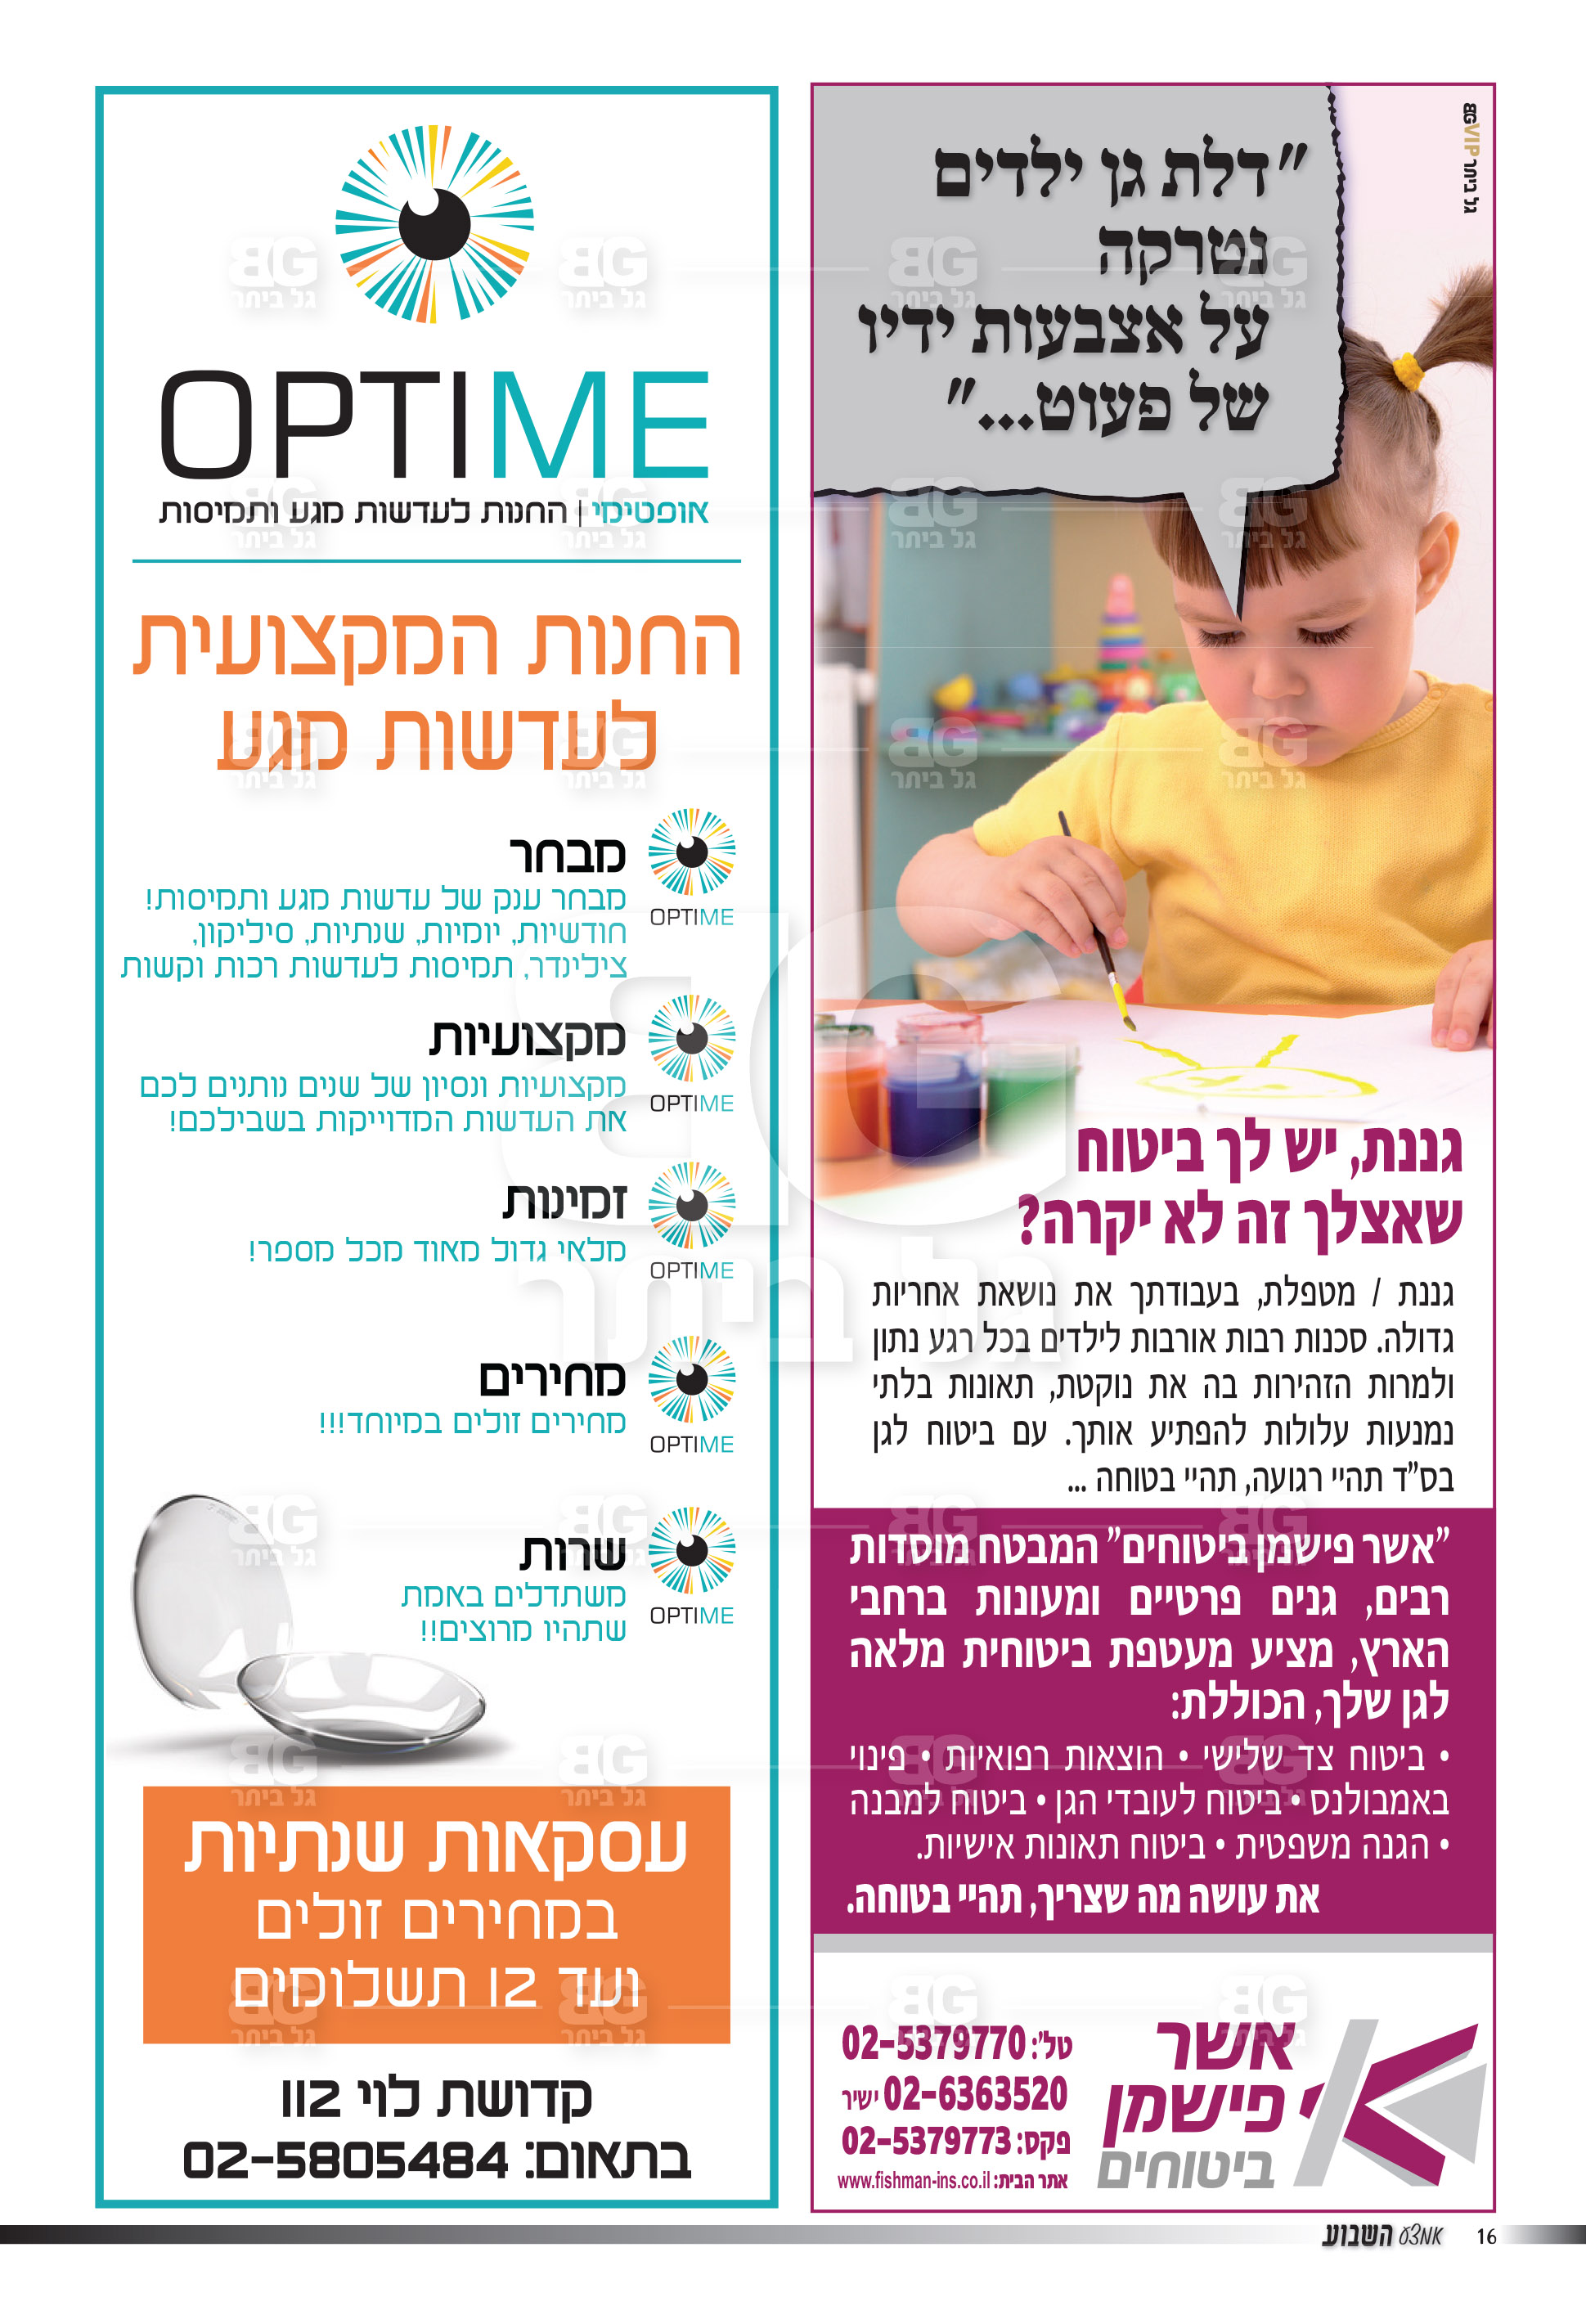 גל ביתר BGVIP
"דלת גן ילדים
נטרקה
על אצבעות ידיו
של פעוט..."
גננת, יש לך ביטוח
שאצלך זה לא יקרה?
גננת / מטפלת, בעבודתך את נושאת אחריות
גדולה. סכנות רבות אורבות לילדים בכל רגע נתון
ולמרות הזהירות בה את נוקטת, תאונות בלתי
נמנעות עלולות להפתיע אותך. עם ביטוח לגן
בס"ד תהיי רגועה, תהיי בטוחה ...
"אשר פישמן ביטוחים" המבטח מוסדות
רבים, גנים פרטיים ומעונות ברחבי
הארץ, מציע מעטפת ביטוחית מלאה
לגן שלך, הכוללת:
• ביטוח צד שלישי • הוצאות רפואיות • פינוי
באמבולנס • ביטוח לעובדי הגן • ביטוח למבנה
• הגנה משפטית • ביטוח תאונות אישיות.
את עושה מה שצריך, תהיי בטוחה.
אשר
פישמן
ביטוחים
טל': 02-5379770
02-6363520 ישיר
פקס: 02-5379773
אתר הבית: www.fishman-ins.co.il
OPTIME
אופטימי | החנות לעדשות מגע ותמיסות
החנות המקצועית
לעדשות מגע
OPTIME
מבחר
מבחר ענק של עדשות מגע ותמיסות!
חודשיות, יומיות, שנתיות, סיליקון,
צילינדר, תמיסות לעדשות רכות וקשות
OPTIME
מקצועיות
מקצועיות ונסיון של שנים נותנים לכם
את העדשות המדוייקות בשבילכם!
OPTIME
זמינות
מלאי גדול מאוד מכל מספר!
OPTIME
מחירים
מחירים זולים במיוחד!!!
OPTIME
שרות
משתדלים באמת
שתהיו מרוצים!!
עסקאות שנתיות
במחירים זולים
ועד 12 תשלומים
קדושת לוי 112
בתאום: 02-5805484
BG
גל ביתר
16 אמצע השבוע